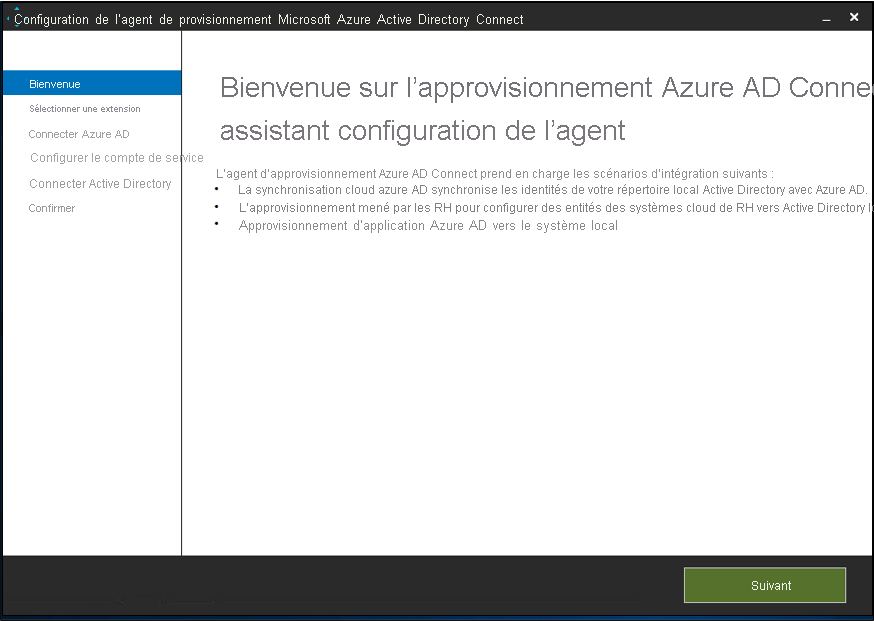 Configuration de l'agent de provisionnement Microsoft Azure Active Directory Connect
Bienvenue
Sélectionner une extension
Connecter Azure AD
Configurer le compte de service
Connecter Active Directory
Confirmer
Bienvenue sur l'approvisionnement Azure AD Conne
assistant configuration de l'agent
L'agent d'approvisionnement Azure AD Connect prend en charge les scénarios d'intégration suivants :
• La synchronisation cloud azure AD synchronise les identités de votre répertoire local Active Directory avec Azure AD.
• L'approvisionnement mené par les RH pour configurer des entités des systèmes cloud de RH vers Active Directory
• Approvisionnement d'application Azure AD vers le système local
Suivant